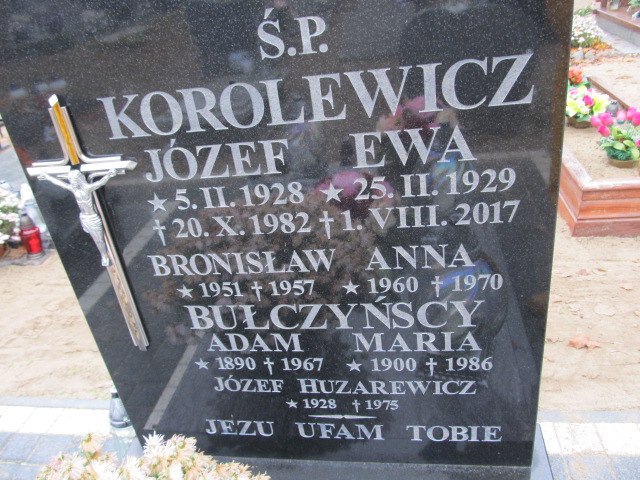 Ś.P.
KOROLEWICZ
JÓZEF EWA
★ 5. II. 1928 ★ 25. II. 1929
✝ 20. X. 1982 ✝ 1. VIII. 2017
BRONISŁAW ANNA
★ 1951 ✝ 1957 ★ 1960 ✝ 1970
BUŁCZYŃSCY
ADAM MARIA
★ 1890 ✝ 1967 ★ 1900 ✝ 1986
JÓZEF HUZAREWICZ
★ 1928 ✝ 1975
JEZU UFAM TOBIE